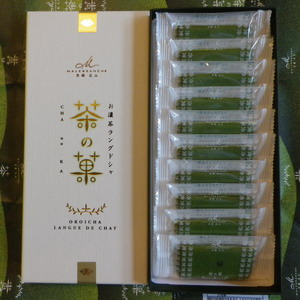 M
MALEBRANCHE
京都 北山
お濃茶ラングドシャ
茶の菓
CHA no KA
OKOICHA
LANGUE DE CHAT